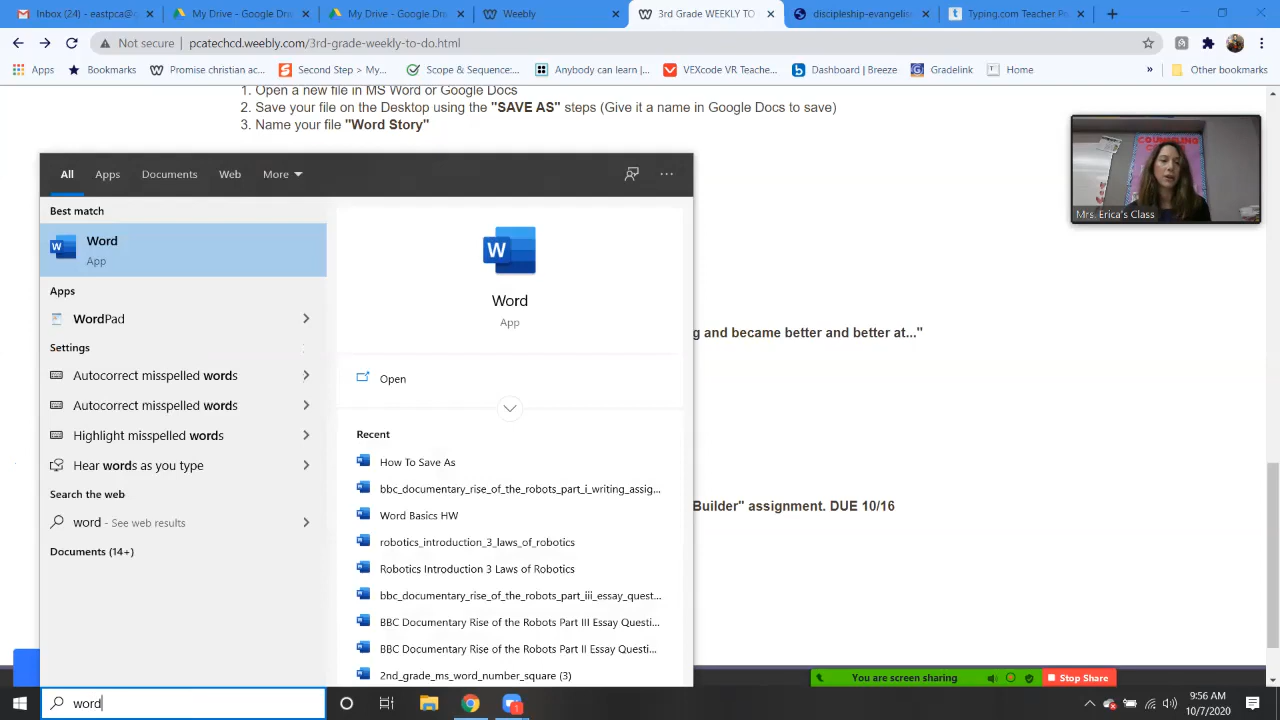 eastpca@
My Drive - Google Dr
My Drive - Google Dr
Weebly
3rd Grade WEEKLY TO
discipleship-evangelis
Typing.com Teacher Po
Not secure | pcatechcd.weebly.com/3rd-grade-weekly-to-do.html
Apps
Bookmarks
Promise christian ac...
Second Step > My...
Scope & Sequence:...
Anybody can learn |...
VEXcode VR Teache...
Dashboard | Breeze
Gradelink
Home
»
Other bookmarks
1. Open a new file in MS Word or Google Docs
2. Save your file on the Desktop using the "SAVE AS" steps (Give it a name in Google Docs to save)
3. Name your file "Word Story"
COUNSELING
Mrs. Erica's Class
All
Apps
Documents
Web
More
Best match
Word
App
Apps
WordPad
Settings
Autocorrect misspelled words
Autocorrect misspelled words
Highlight misspelled words
Hear words as you type
Search the web
word - See web results
Documents (14+)
Word
App
Open
Recent
How To Save As
bbc_documentary_rise_of_the_robots_part_i_writing_assig...
Word Basics HW
robotics_introduction_3_laws_of_robotics
Robotics Introduction 3 Laws of Robotics
bbc_documentary_rise_of_the_robots_part_iii_essay_quest...
BBC Documentary Rise of the Robots Part III Essay Questi...
BBC Documentary Rise of the Robots Part II Essay Questi...
2nd_grade_ms_word_number_square (3)
g and became better and better at..."
Builder" assignment. DUE 10/16
You are screen sharing
Stop Share
word
9:56 AM
10/7/2020